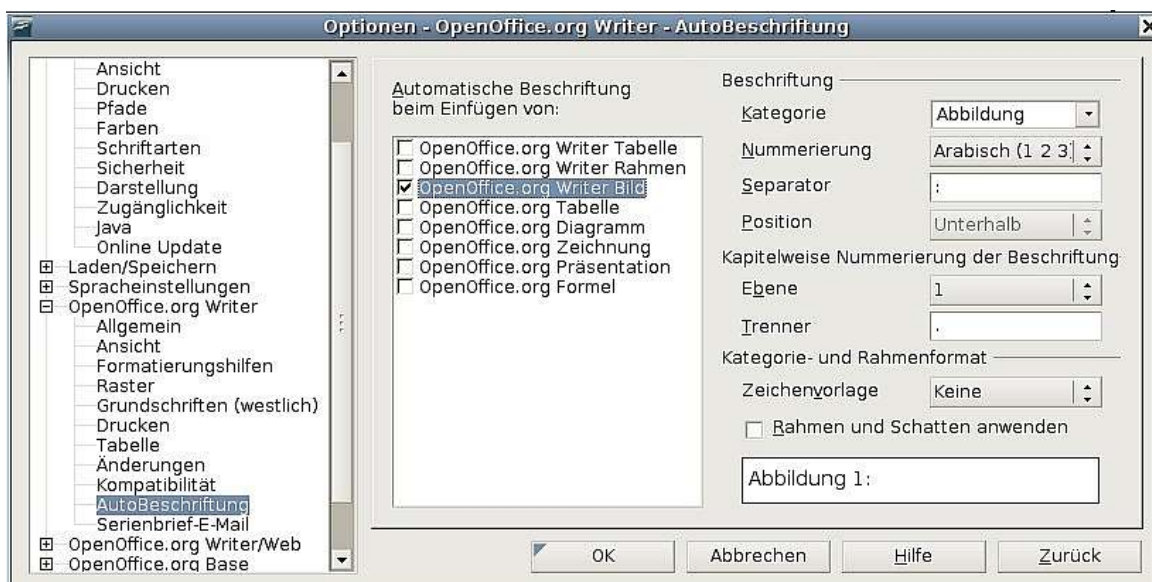 Optionen - OpenOffice.org Writer - AutoBeschriftung
Ansicht
Drucken
Pfade
Farben
Schriftarten
Sicherheit
Darstellung
Zugänglichkeit
Java
Online Update
Laden/Speichern
Spracheinstellungen
OpenOffice.org Writer
Allgemein
Ansicht
Formatierungshilfen
Raster
Grundschriften (westlich)
Drucken
Tabelle
Änderungen
Kompatibilität
AutoBeschriftung
Serienbrief-E-Mail
OpenOffice.org Writer/Web
OpenOffice.org Base
Automatische Beschriftung
beim Einfügen von:
OpenOffice.org Writer Tabelle
OpenOffice.org Writer Rahmen
OpenOffice.org Writer Bild
OpenOffice.org Tabelle
OpenOffice.org Diagramm
OpenOffice.org Zeichnung
OpenOffice.org Präsentation
OpenOffice.org Formel
Beschriftung
Kategorie Abbildung
Nummerierung Arabisch (1 2 3)
Separator :
Position Unterhalb
Kapitelweise Nummerierung der Beschriftung
Ebene 1
Trenner .
Kategorie- und Rahmenformat
Zeichenvorlage Keine
Rahmen und Schatten anwenden
Abbildung 1:
OK Abbrechen Hilfe Zurück